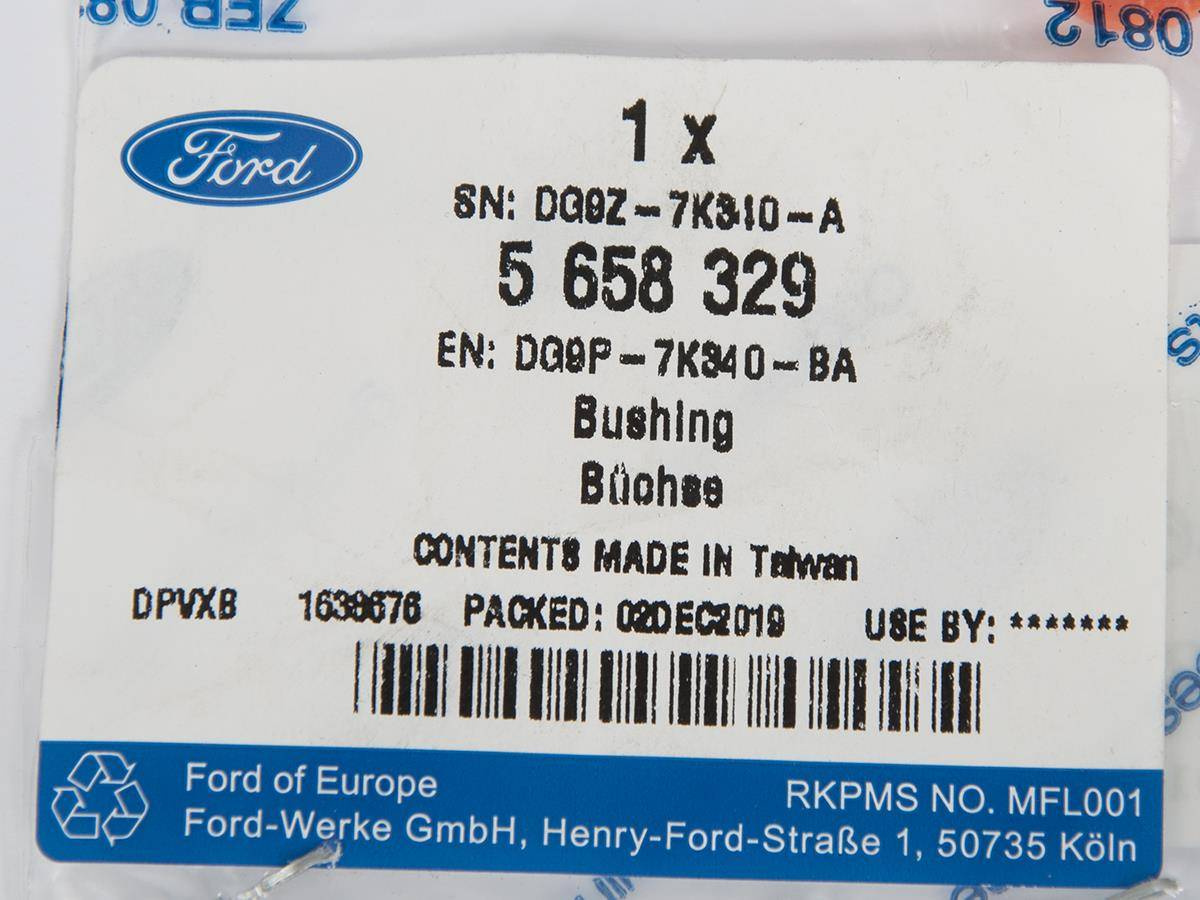 Ford
1 x
SN: DG9Z-7K340-A
5 658 329
EN: DG9P-7K340-BA
Bushing
Büchse
CONTENTS MADE IN Taiwan
DPVXB PACKED: 02DEC2019 USE BY: *******
Ford of Europe
RKPMS NO. MFL001
Ford-Werke GmbH, Henry-Ford-Straße 1, 50735 Köln